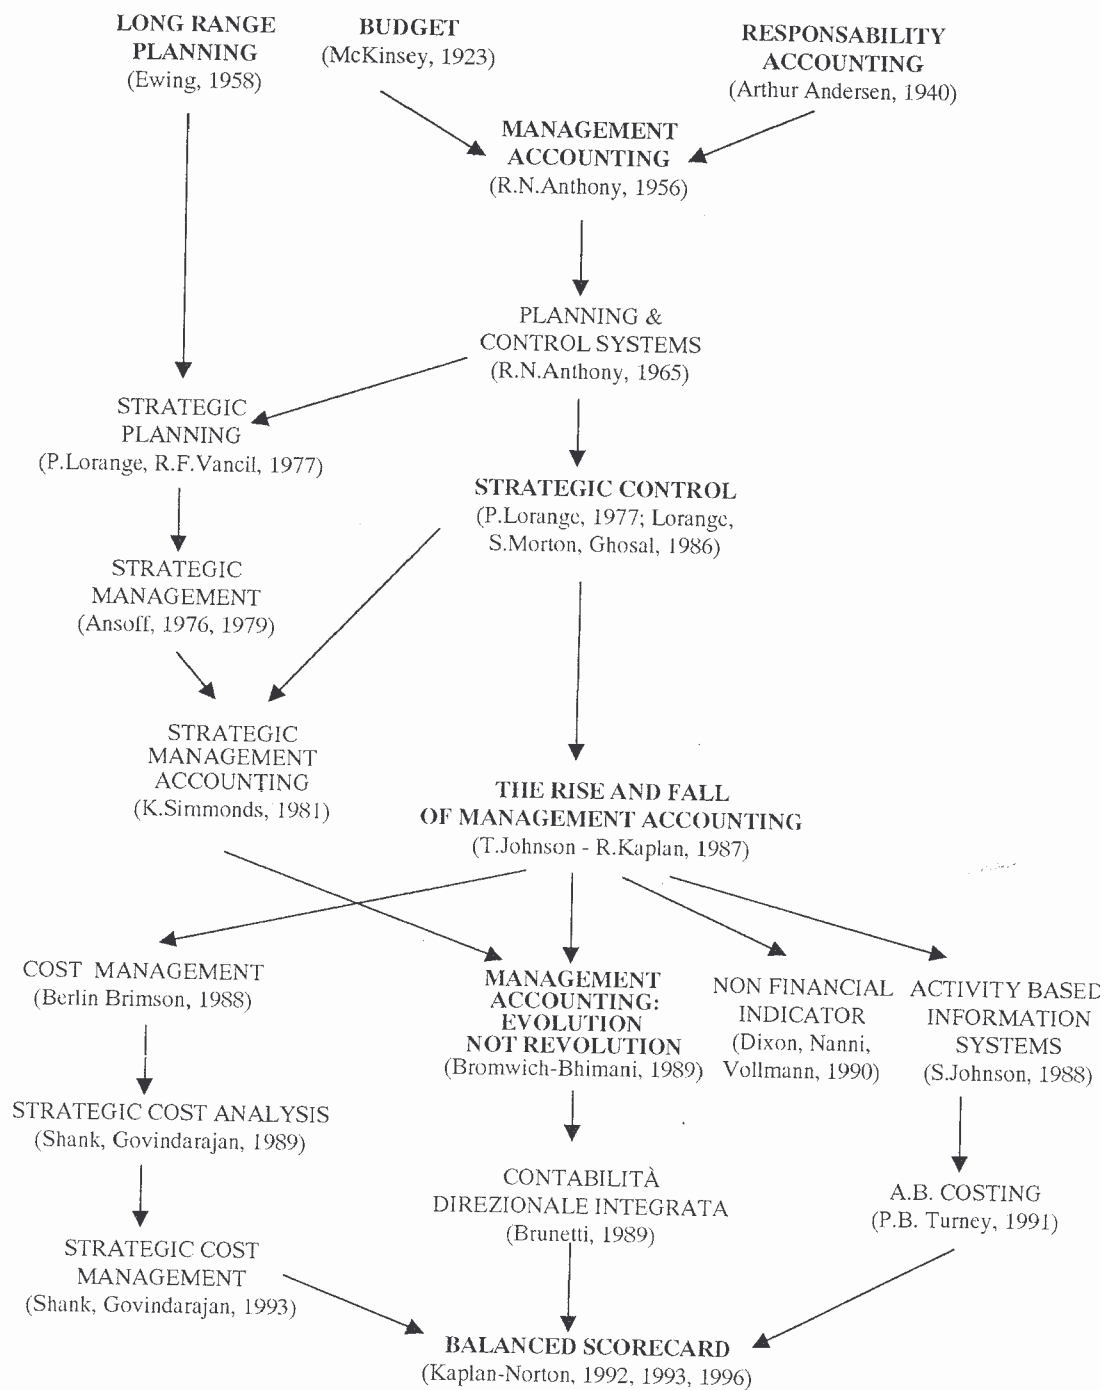 LONG RANGE
PLANNING
(Ewing, 1958)
BUDGET
(McKinsey, 1923)
RESPONSABILITY
ACCOUNTING
(Arthur Andersen, 1940)
MANAGEMENT
ACCOUNTING
(R.N.Anthony, 1956)
PLANNING &
CONTROL SYSTEMS
(R.N.Anthony, 1965)
STRATEGIC
PLANNING
(P.Lorange, R.F.Vancil, 1977)
STRATEGIC CONTROL
(P.Lorange, 1977; Lorange,
S.Morton, Ghosal, 1986)
STRATEGIC
MANAGEMENT
(Ansoff, 1976, 1979)
STRATEGIC
MANAGEMENT
ACCOUNTING
(K.Simmonds, 1981)
THE RISE AND FALL
OF MANAGEMENT ACCOUNTING
(T.Johnson - R.Kaplan, 1987)
COST MANAGEMENT
(Berlin Brimson, 1988)
MANAGEMENT
ACCOUNTING:
EVOLUTION
NOT REVOLUTION
(Bromwich-Bhimani, 1989)
NON FINANCIAL
INDICATOR
(Dixon, Nanni,
Vollmann, 1990)
ACTIVITY BASED
INFORMATION
SYSTEMS
(S.Johnson, 1988)
STRATEGIC COST ANALYSIS
(Shank, Govindarajan, 1989)
CONTABILITÀ
DIREZIONALE INTEGRATA
(Brunetti, 1989)
A.B. COSTING
(P.B. Turney, 1991)
STRATEGIC COST
MANAGEMENT
(Shank, Govindarajan, 1993)
BALANCED SCORECARD
(Kaplan-Norton, 1992, 1993, 1996)